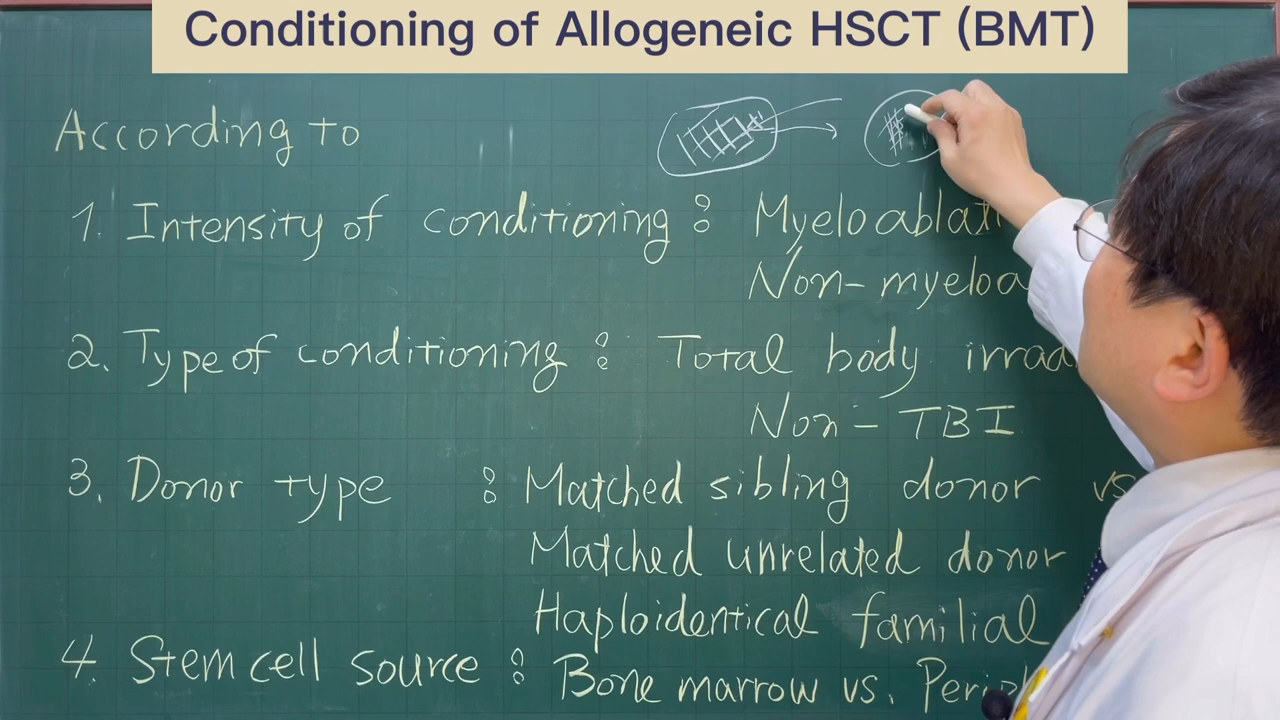 Conditioning of Allogeneic HSCT (BMT)
According to
1. Intensity of conditioning : Myeloablati
Non-myeloa
2. Type of conditioning : Total body irrad
Non-TBI
3. Donor type : Matched sibling donor vs
Matched unrelated donor
Haploidentical familial
4. Stem cell source : Bone marrow vs. Periph